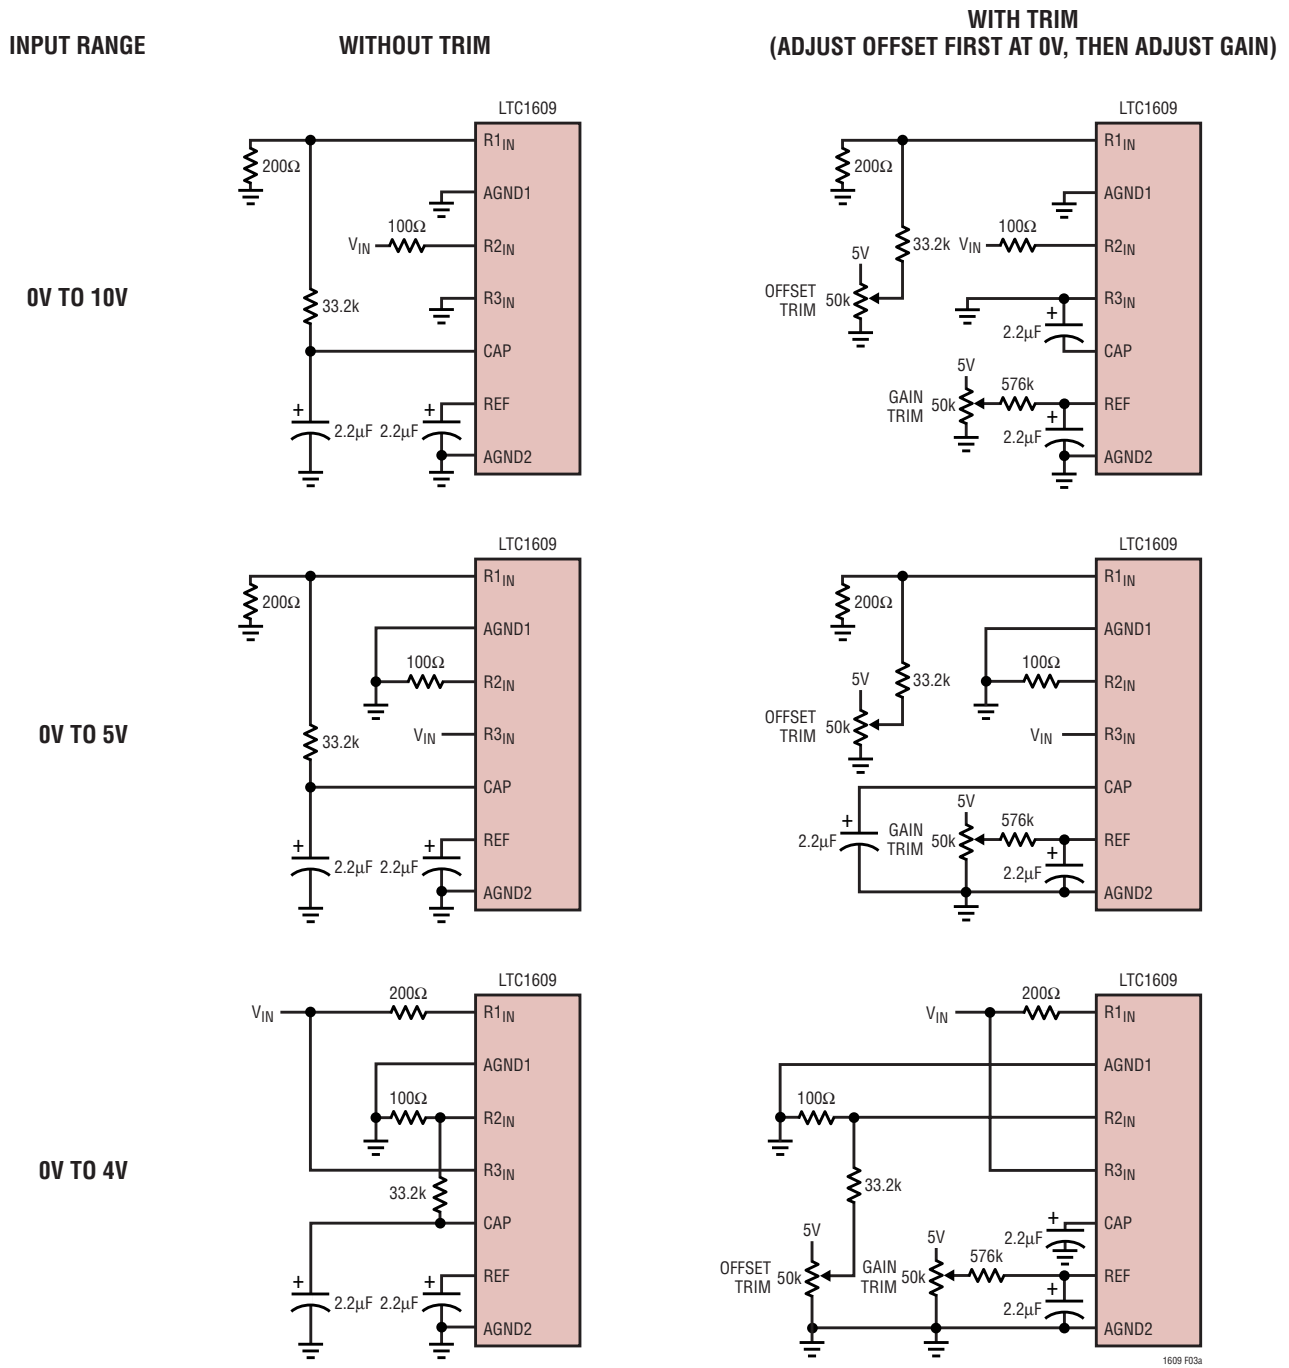 INPUT RANGE
WITHOUT TRIM
WITH TRIM
(ADJUST OFFSET FIRST AT 0V, THEN ADJUST GAIN)
0V TO 10V
LTC1609
200Ω
R1IN
AGND1
100Ω
VIN
R2IN
33.2k
R3IN
CAP
REF
+
2.2µF
+
2.2µF
AGND2
LTC1609
200Ω
R1IN
AGND1
100Ω
33.2k
VIN
R2IN
5V
OFFSET
TRIM
50k
R3IN
+
2.2µF
CAP
5V
GAIN
TRIM
50k
576k
REF
+
2.2µF
AGND2
0V TO 5V
LTC1609
200Ω
R1IN
AGND1
100Ω
R2IN
33.2k
VIN
R3IN
CAP
REF
+
2.2µF
+
2.2µF
AGND2
LTC1609
200Ω
R1IN
AGND1
100Ω
33.2k
R2IN
5V
OFFSET
TRIM
50k
VIN
R3IN
CAP
+
2.2µF
5V
GAIN
TRIM
50k
576k
REF
+
2.2µF
AGND2
0V TO 4V
LTC1609
VIN
200Ω
R1IN
AGND1
100Ω
R2IN
R3IN
33.2k
CAP
REF
+
2.2µF
+
2.2µF
AGND2
LTC1609
VIN
200Ω
R1IN
AGND1
100Ω
R2IN
R3IN
33.2k
+
2.2µF
CAP
5V
OFFSET
TRIM
50k
5V
GAIN
TRIM
50k
576k
REF
+
2.2µF
AGND2
1609 F03a